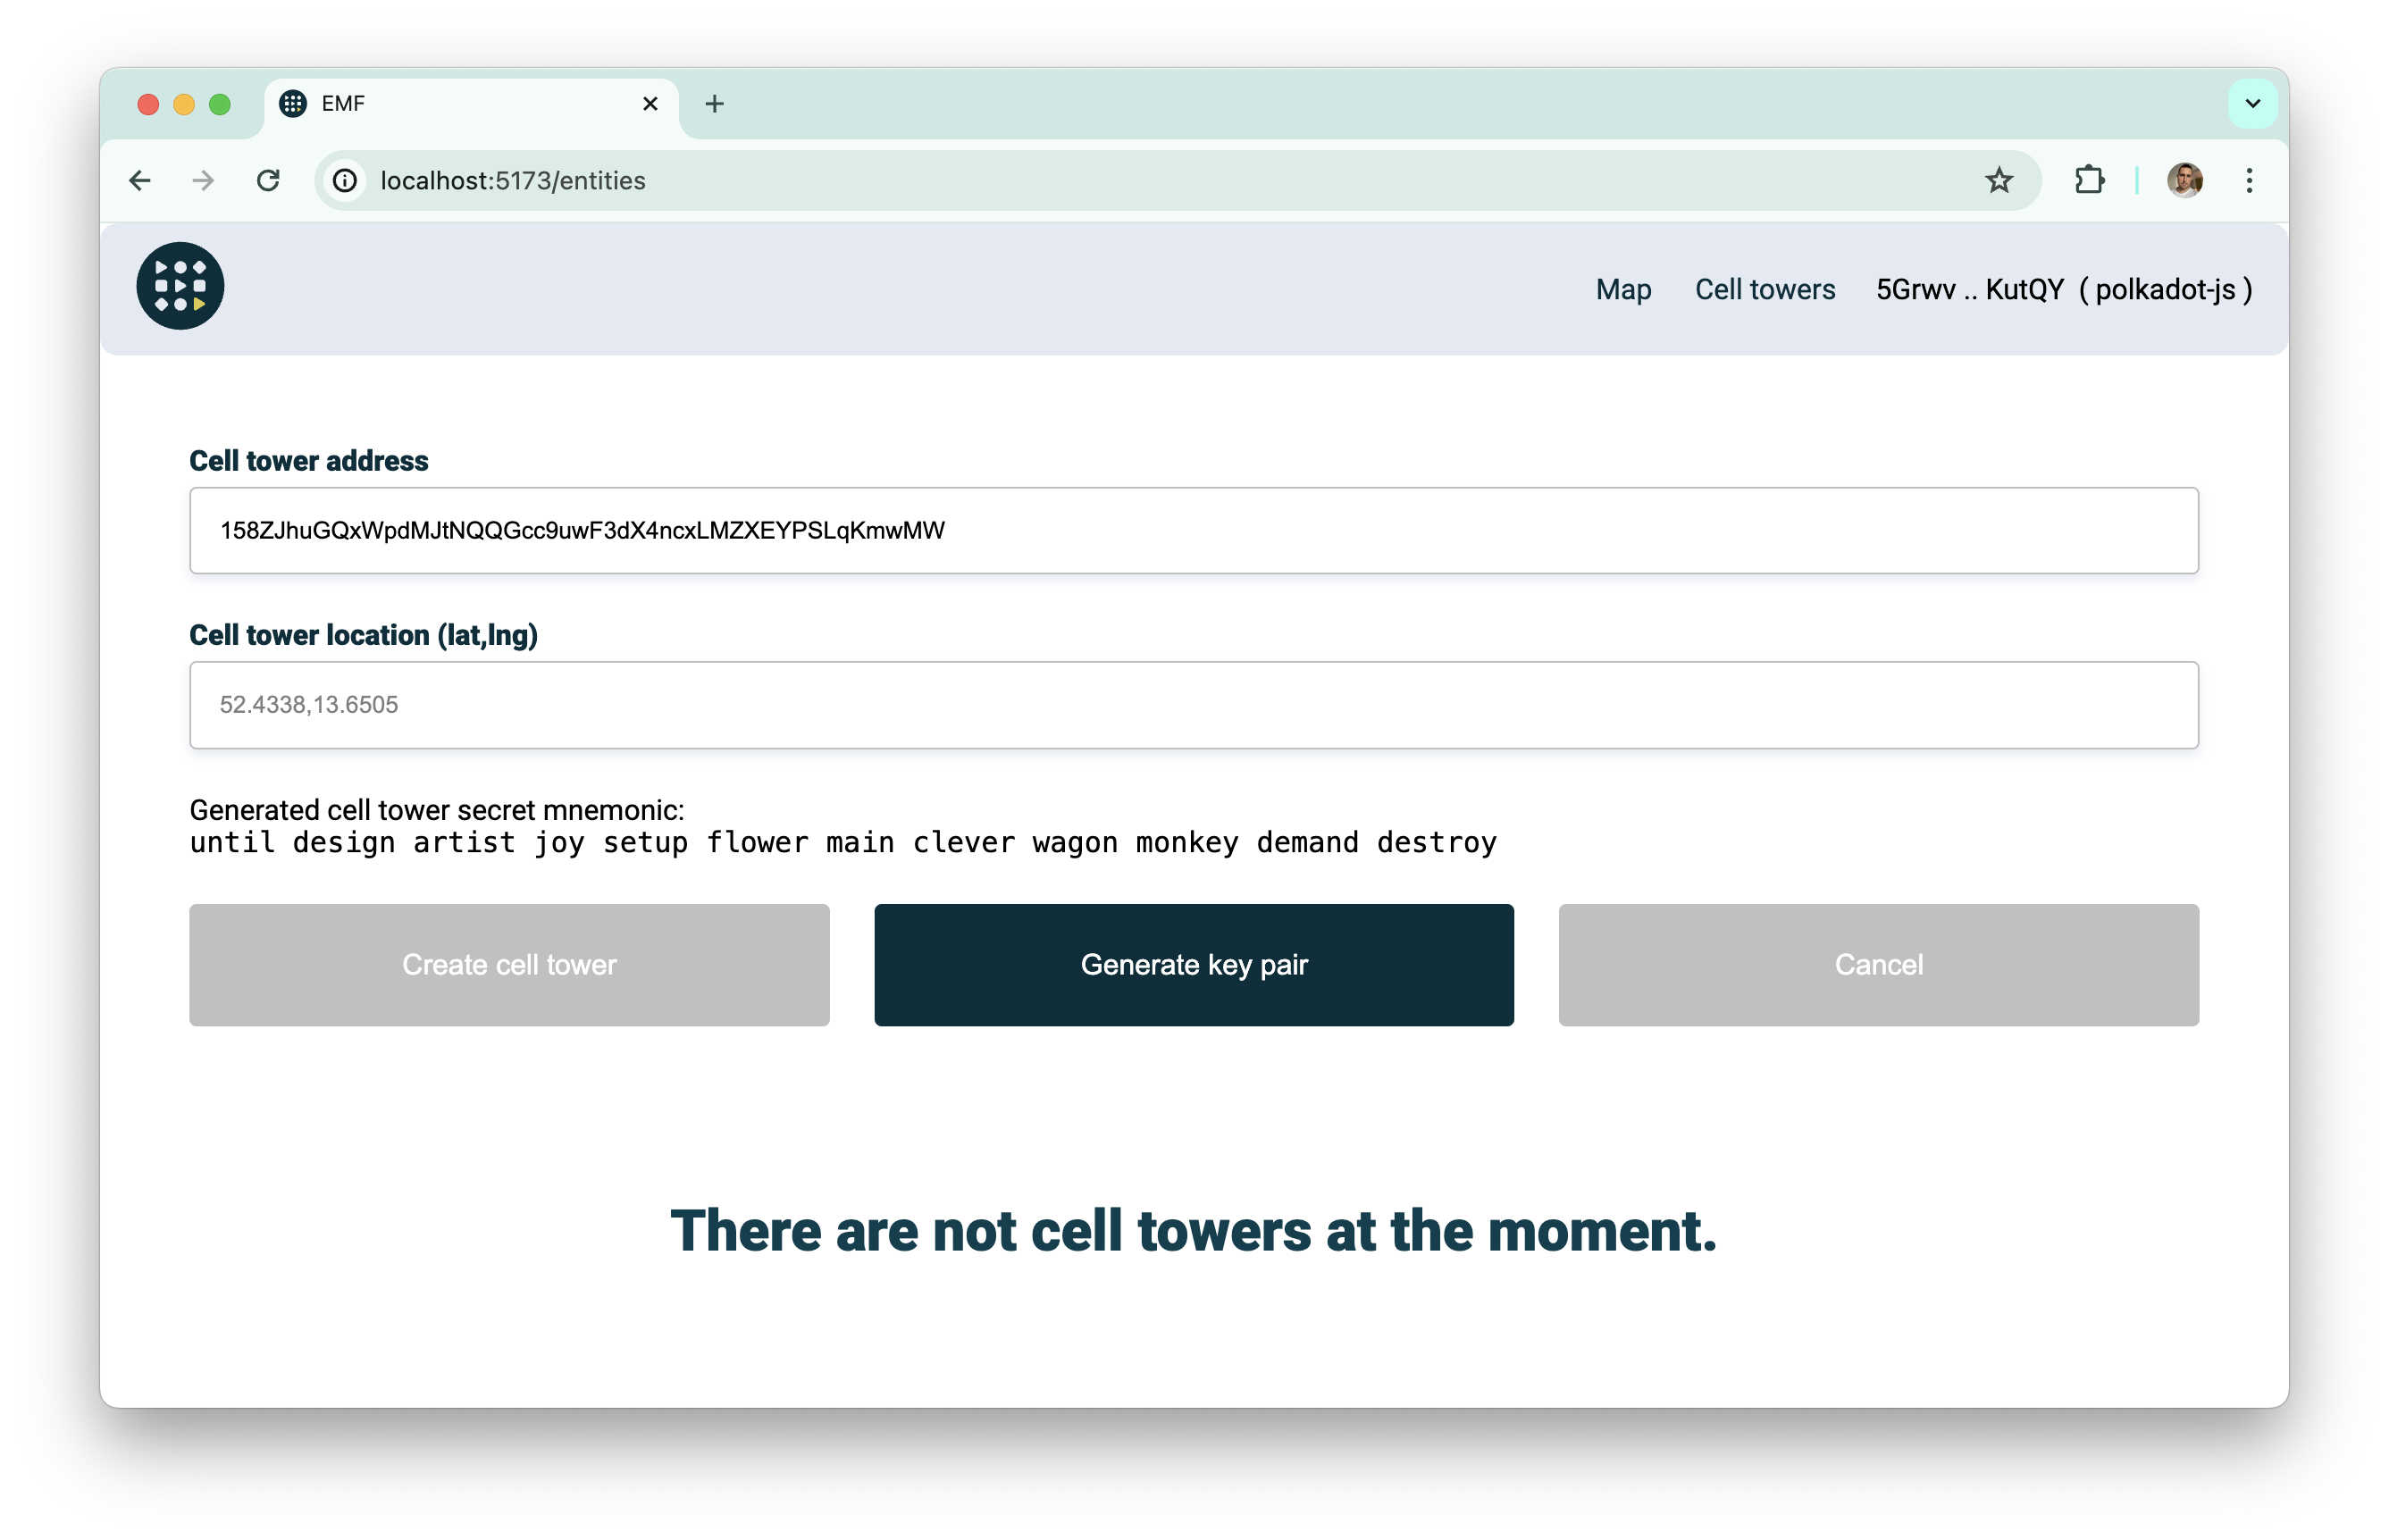 EMF
localhost:5173/entities
Map Cell towers 5Grwv .. KutQY ( polkadot-js )
Cell tower address
158ZJhuGQxWpdMJtNQQGcc9uwF3dX4ncxLMZXEYPSLqKmwMW
Cell tower location (lat,lng)
52.4338,13.6505
Generated cell tower secret mnemonic:
until design artist joy setup flower main clever wagon monkey demand destroy
Create cell tower Generate key pair Cancel
There are not cell towers at the moment.